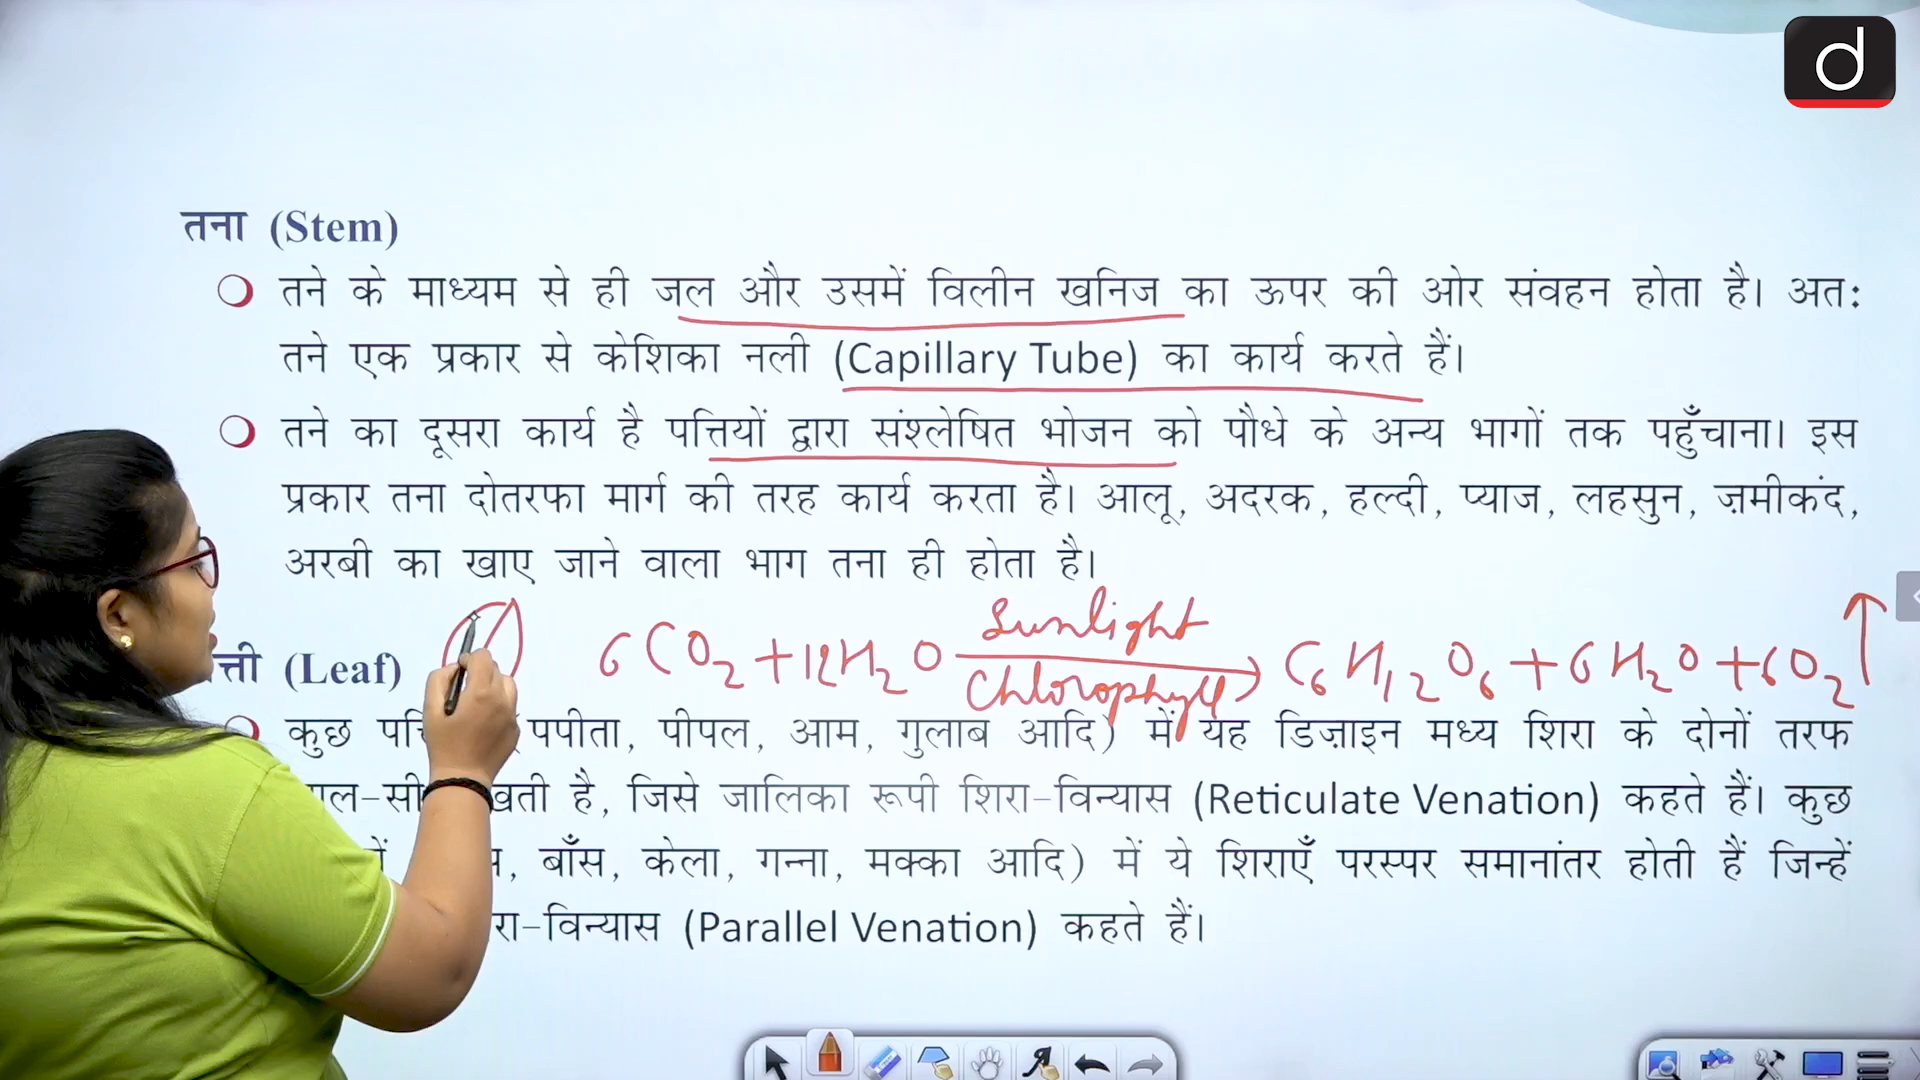 d
तना (Stem)
तने के माध्यम से ही जल और उसमें विलीन खनिज का ऊपर की ओर संवहन होता है। अतः
तने एक प्रकार से केशिका नली (Capillary Tube) का कार्य करते हैं।
तने का दूसरा कार्य है पत्तियों द्वारा संश्लेषित भोजन को पौधे के अन्य भागों तक पहुँचाना। इस
प्रकार तना दोतरफा मार्ग की तरह कार्य करता है। आलू, अदरक, हल्दी, प्याज, लहसुन, ज़मीकंद,
अरबी का खाए जाने वाला भाग तना ही होता है।
Sunlight
6CO2+12H2O → C6H12O6+6H2O+6O2↑
Chlorophyll
(Leaf)
कुछ (पपीता, पीपल, आम, गुलाब आदि) में यह डिज़ाइन मध्य शिरा के दोनों तरफ
है, जिसे जालिका रूपी शिरा-विन्यास (Reticulate Venation) कहते हैं। कुछ
बाँस, केला, गन्ना, मक्का आदि) में ये शिराएँ परस्पर समानांतर होती हैं जिन्हें
विन्यास (Parallel Venation) कहते हैं।